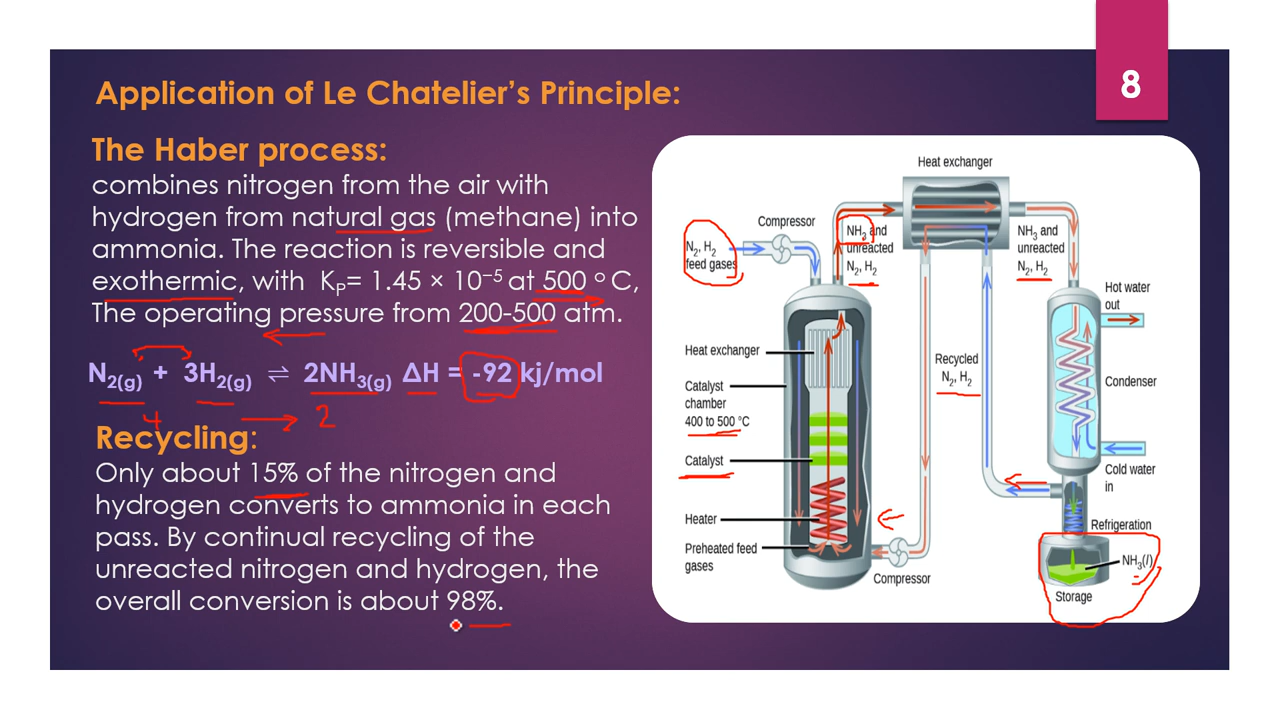 8
Application of Le Chatelier’s Principle:
The Haber process:
combines nitrogen from the air with
hydrogen from natural gas (methane) into
ammonia. The reaction is reversible and
exothermic, with  KP= 1.45 × 10⁻⁵ at 500 ° C,
The operating pressure from 200-500 atm.
N2(g) + 3H2(g) ⇌ 2NH3(g) ΔH = -92 kj/mol
4
2
Recycling:
Only about 15% of the nitrogen and
hydrogen converts to ammonia in each
pass. By continual recycling of the
unreacted nitrogen and hydrogen, the
overall conversion is about 98%.
Heat exchanger
Compressor
N2, H2
feed gases
NH3 and
unreacted
N2, H2
NH3 and
unreacted
N2, H2
Hot water
out
Heat exchanger
Catalyst
chamber
400 to 500 °C
Catalyst
Heater
Preheated feed
gases
Recycled
N2, H2
Condenser
Cold water
in
Refrigeration
NH3(l)
Storage
Compressor